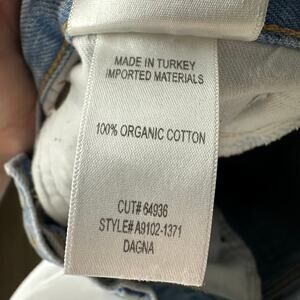 MADE IN TURKEY
IMPORTED MATERIALS
100% ORGANIC COTTON
CUT# 64936
STYLE# A9102-1371
DAGNA